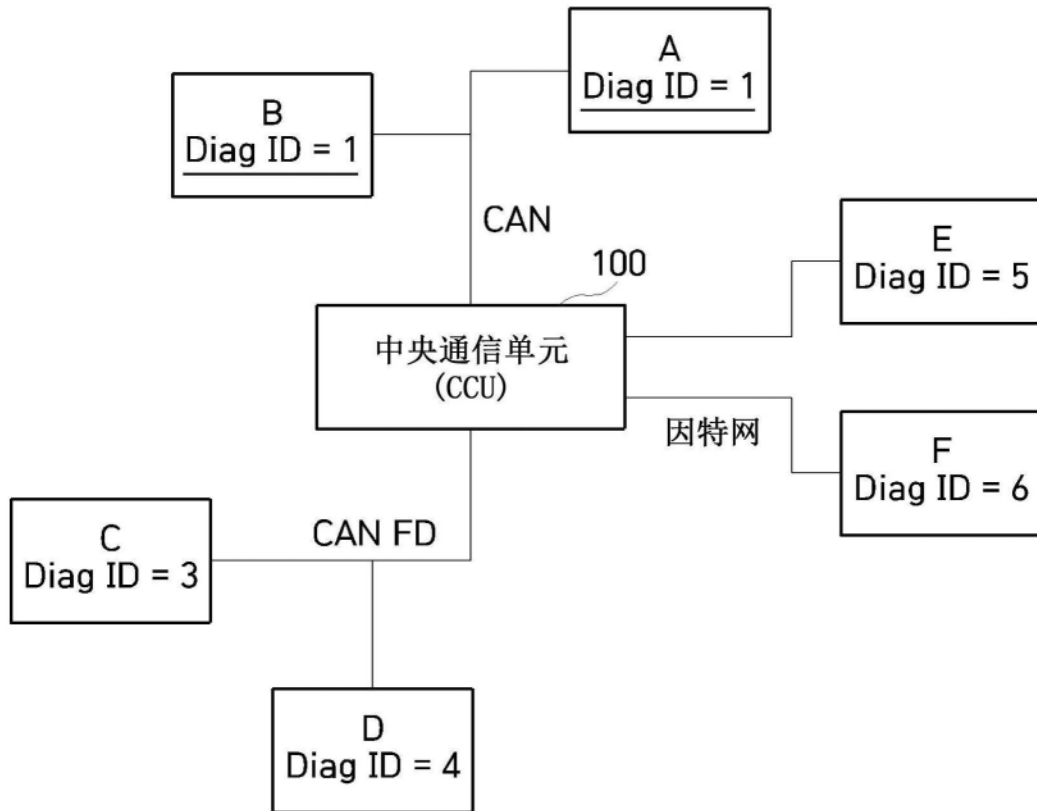 A
Diag ID = 1
B
Diag ID = 1
CAN
100
E
Diag ID = 5
中央通信单元
(CCU)
因特网
F
Diag ID = 6
CAN FD
C
Diag ID = 3
D
Diag ID = 4